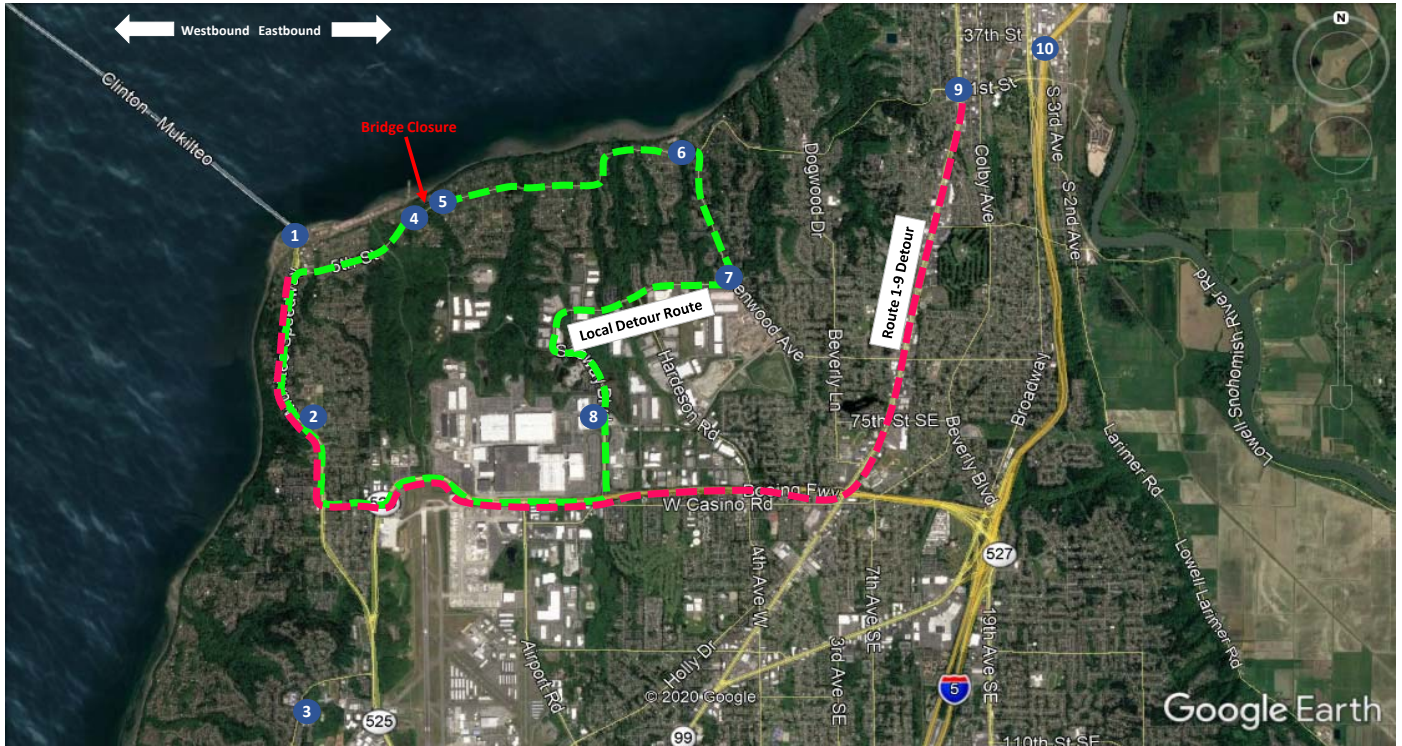 Westbound Eastbound
N
37th St
10
9
1st St
S 3rd Ave
Clinton - Mukilteo
Bridge Closure
6
Dogwood Dr
Colby Ave
5
4
S 2nd Ave
1
5th St
Route 1-9 Detour
7
enwood Ave
Local Detour Route
Lowell Snohomish River Rd
Hardeson Rd
Beverly Ln
Broadway
2
8
75th St SE
Beverly Blvd
Larimer Rd
Boeing Fwy
W Casino Rd
527
4th Ave W
7th Ave SE
Lowell Larimer Rd
19th Ave SE
Airport Rd
Holly Dr
3rd Ave SE
© 2020 Google
5
3
525
99
Google Earth
110th St SE